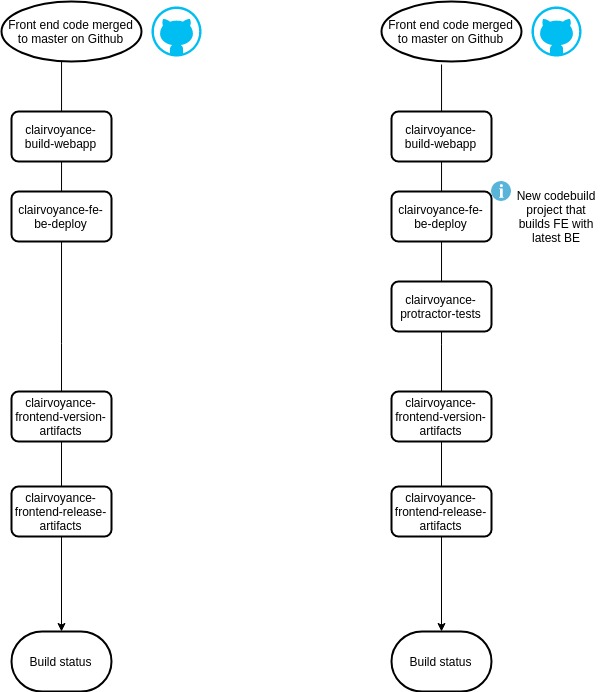 Front end code merged
to master on Github
clairvoyance-
build-webapp
clairvoyance-fe-
be-deploy
clairvoyance-
frontend-version-
artifacts
clairvoyance-
frontend-release-
artifacts
Build status
Front end code merged
to master on Github
clairvoyance-
build-webapp
clairvoyance-fe-
be-deploy
New codebuild
project that
builds FE with
latest BE
clairvoyance-
protractor-tests
clairvoyance-
frontend-version-
artifacts
clairvoyance-
frontend-release-
artifacts
Build status